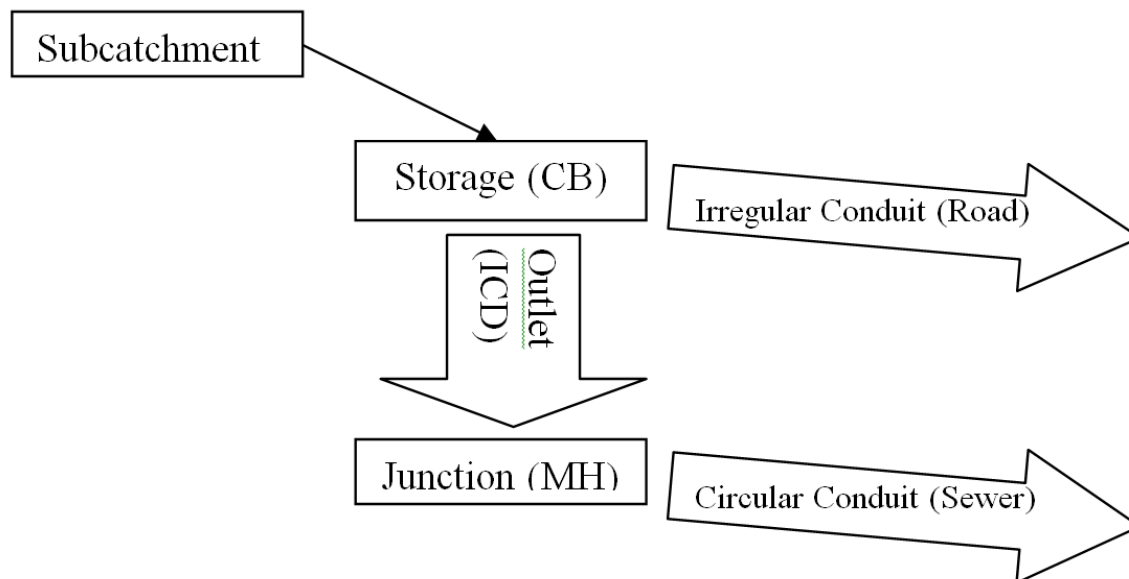 Subcatchment
Storage (CB)
Irregular Conduit (Road)
Outlet
(ICD)
Junction (MH)
Circular Conduit (Sewer)